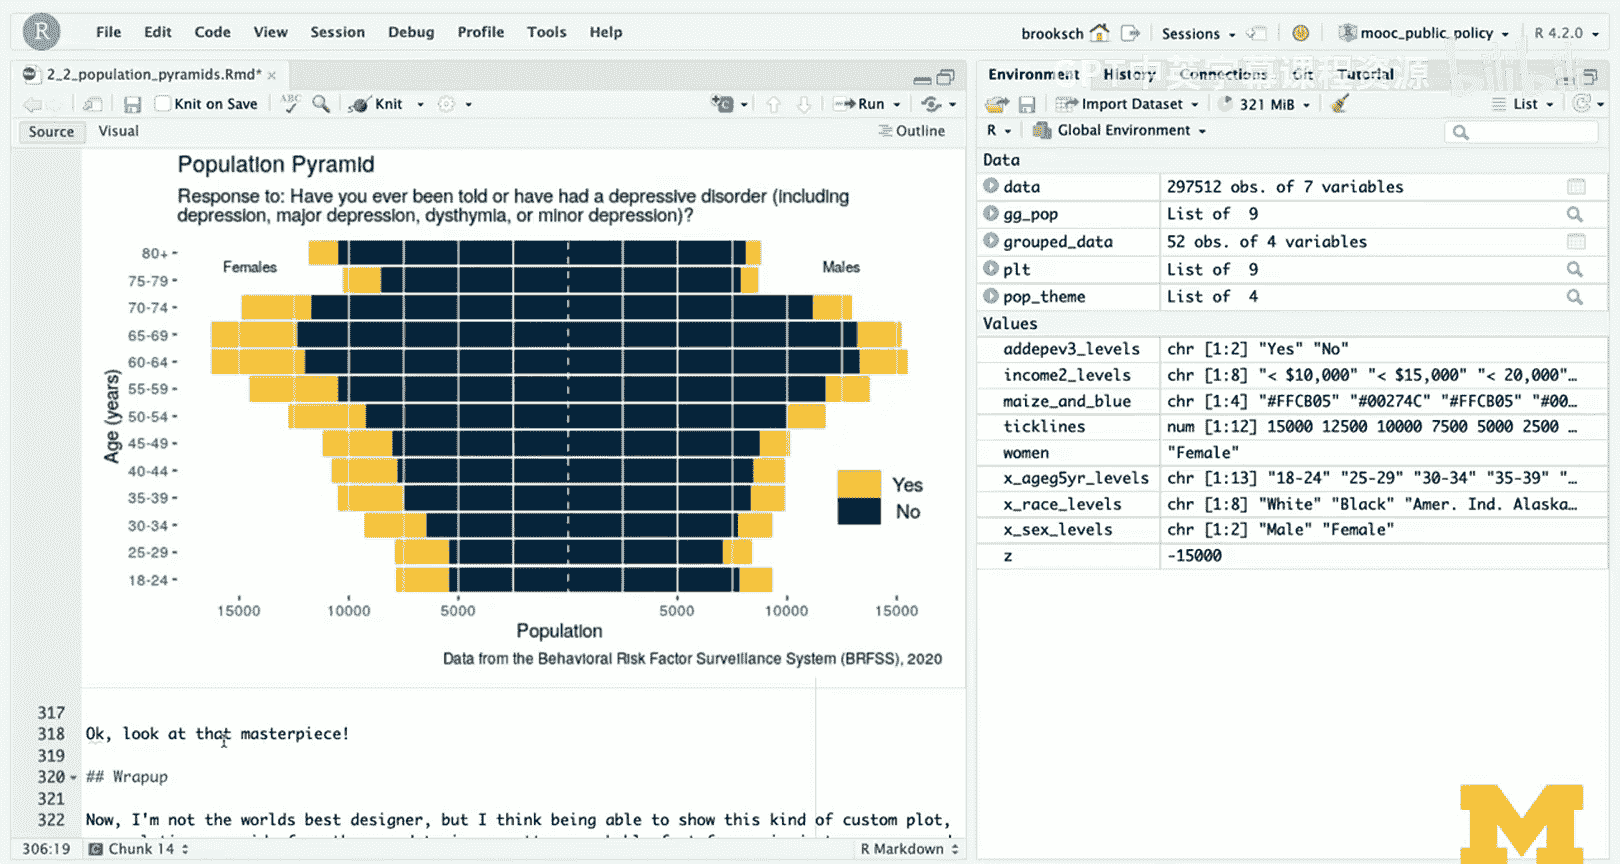 R
File Edit Code View Session Debug Profile Tools Help
brooksch Sessions mooc_public_policy R 4.2.0
2_2_population_pyramids.Rmd*
Environment History Connections Git Tutorial
GPT中英字幕课程资源
Knit on Save ABC Knit Run
Import Dataset 321 MiB List
Source Visual Outline
R Global Environment
Population Pyramid
Response to: Have you ever been told or have had a depressive disorder (including
depression, major depression, dysthymia, or minor depression)?
Females Males
Age (years)
80+
75-79
70-74
65-69
60-64
55-59
50-54
45-49
40-44
35-39
30-34
25-29
18-24
Yes
No
15000 10000 5000 5000 10000 15000
Population
Data from the Behavioral Risk Factor Surveillance System (BRFSS), 2020
317
318 Ok, look at that masterpiece!
319
320 ## Wrapup
321
322 Now, I'm not the worlds best designer, but I think being able to show this kind of custom plot,
306:19 C Chunk 14 R Markdown
Data
data 297512 obs. of 7 variables
gg_pop List of 9
grouped_data 52 obs. of 4 variables
plt List of 9
pop_theme List of 4
Values
addepev3_levels chr [1:2] "Yes" "No"
income2_levels chr [1:8] "< $10,000" "< $15,000" "< 20,000"…
maize_and_blue chr [1:4] "#FFCB05" "#00274C" "#FFCB05" "#00…
ticklines num [1:12] 15000 12500 10000 7500 5000 2500 …
women "Female"
x_ageg5yr_levels chr [1:13] "18-24" "25-29" "30-34" "35-39" "…
x_race_levels chr [1:8] "White" "Black" "Amer. Ind. Alaska…
x_sex_levels chr [1:2] "Male" "Female"
z -15000
M